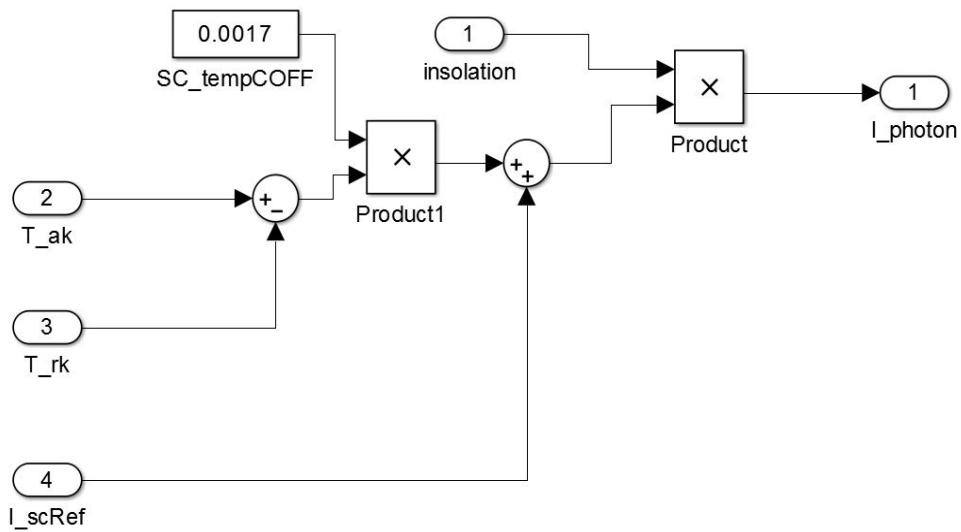 0.0017
SC_tempCOFF
1
insolation
×
Product
1
I_photon
×
Product1
+
+
2
T_ak
+
−
3
T_rk
4
I_scRef